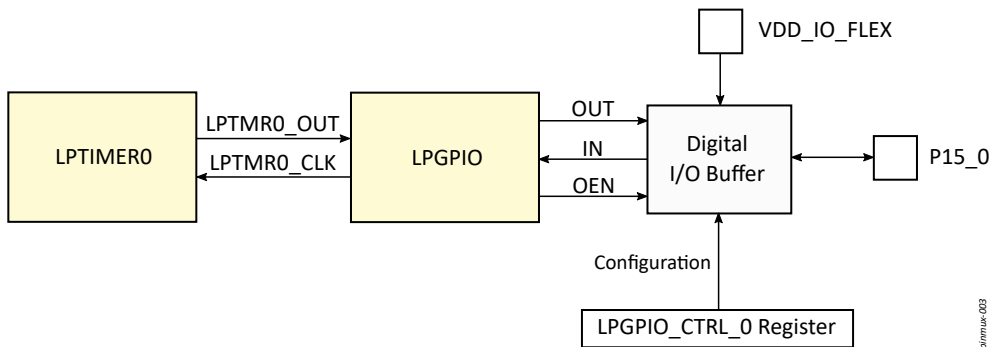 VDD_IO_FLEX
LPTIMER0
LPTMR0_OUT
LPTMR0_CLK
LPGPIO
OUT
IN
OEN
Digital
I/O Buffer
P15_0
Configuration
LPGPIO_CTRL_0 Register
pinmux-003